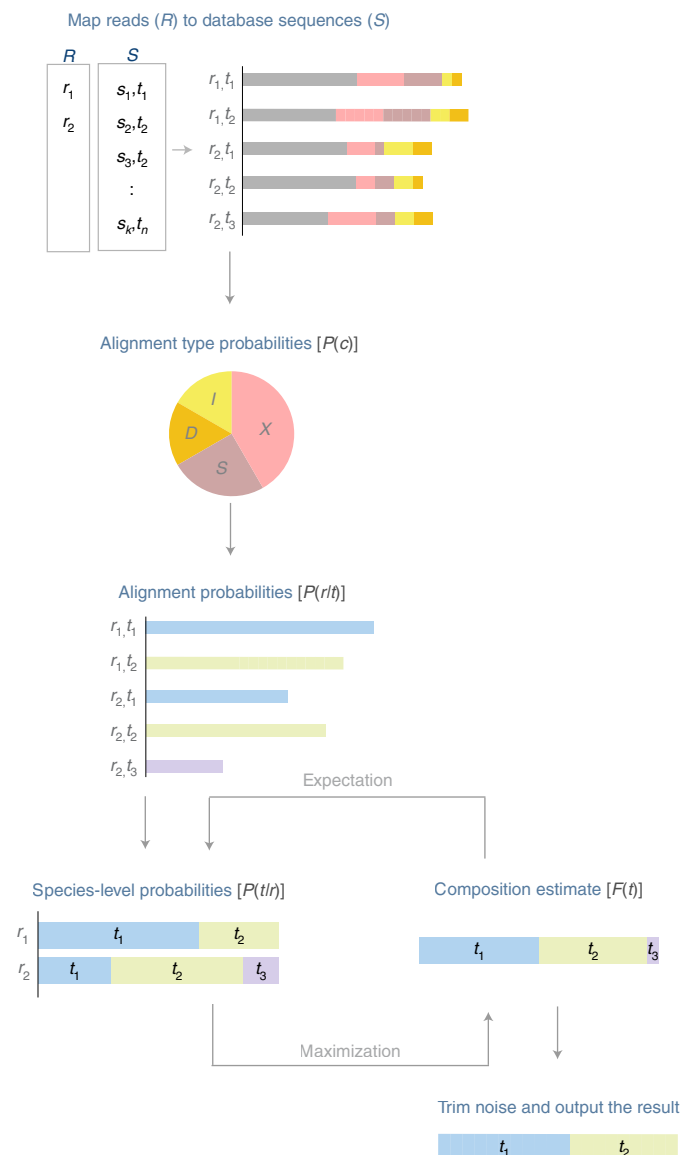 Map reads (R) to database sequences (S)
R S
r1 s1,t1
r2 s2,t2
s3,t2
:
sk,tn
r1,t1
r1,t2
r2,t1
r2,t2
r2,t3
Alignment type probabilities [P(c)]
I
X
D
S
Alignment probabilities [P(r/t)]
r1,t1
r1,t2
r2,t1
r2,t2
r2,t3
Expectation
Species-level probabilities [P(t/r)]
r1 t1 t2
r2 t1 t2 t3
Composition estimate [F(t)]
t1 t2 t3
Maximization
Trim noise and output the result
t1 t2